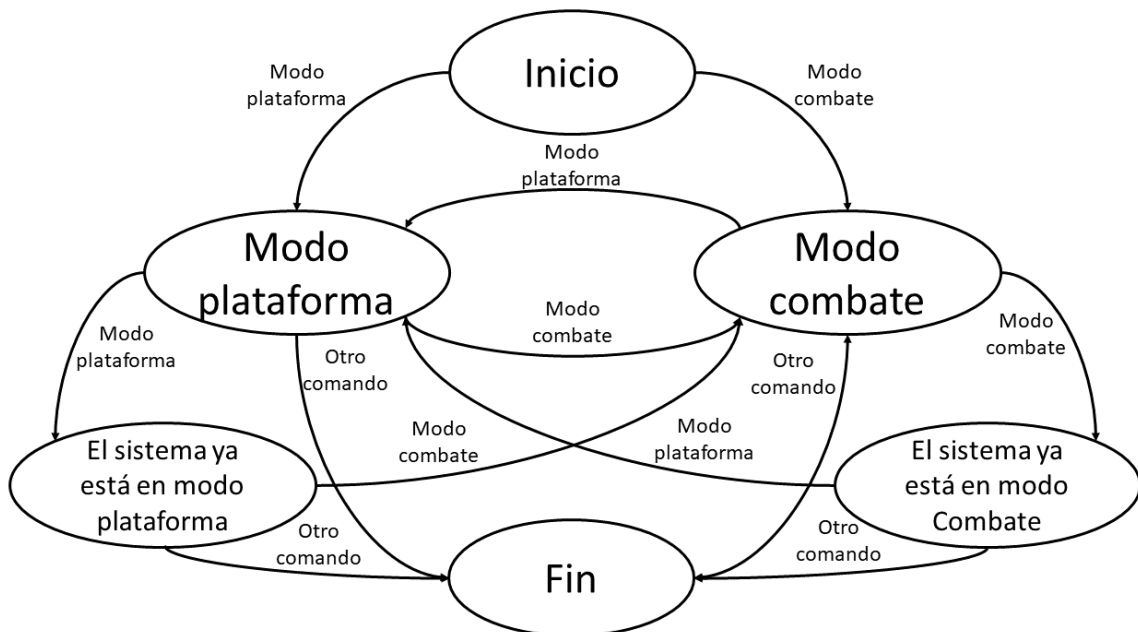 Inicio
Modo
plataforma
Modo
combate
Modo
plataforma
Modo
plataforma
Modo
combate
Modo
plataforma
Modo
combate
Modo
combate
Otro
comando
Otro
comando
Modo
combate
Modo
plataforma
El sistema ya
está en modo
plataforma
El sistema ya
está en modo
Combate
Otro
comando
Otro
comando
Fin